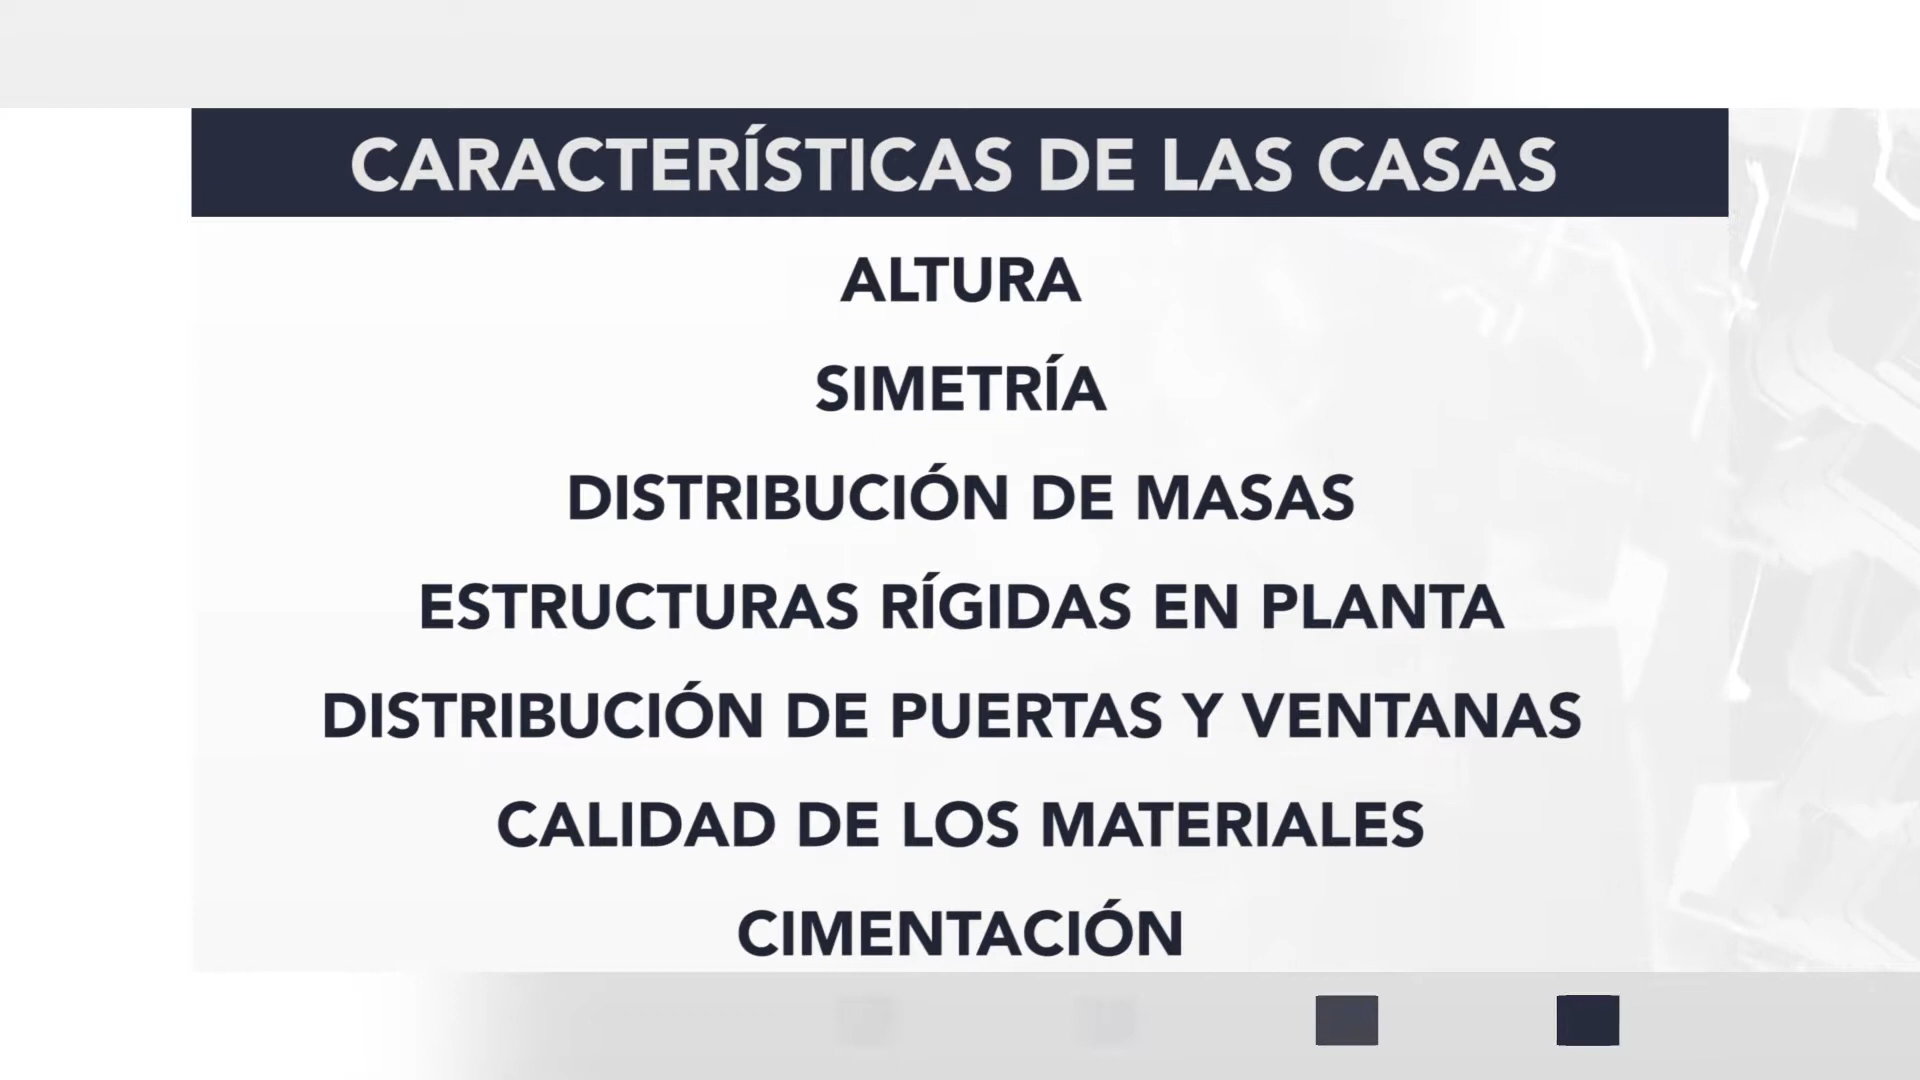 CARACTERÍSTICAS DE LAS CASAS
ALTURA
SIMETRÍA
DISTRIBUCIÓN DE MASAS
ESTRUCTURAS RÍGIDAS EN PLANTA
DISTRIBUCIÓN DE PUERTAS Y VENTANAS
CALIDAD DE LOS MATERIALES
CIMENTACIÓN